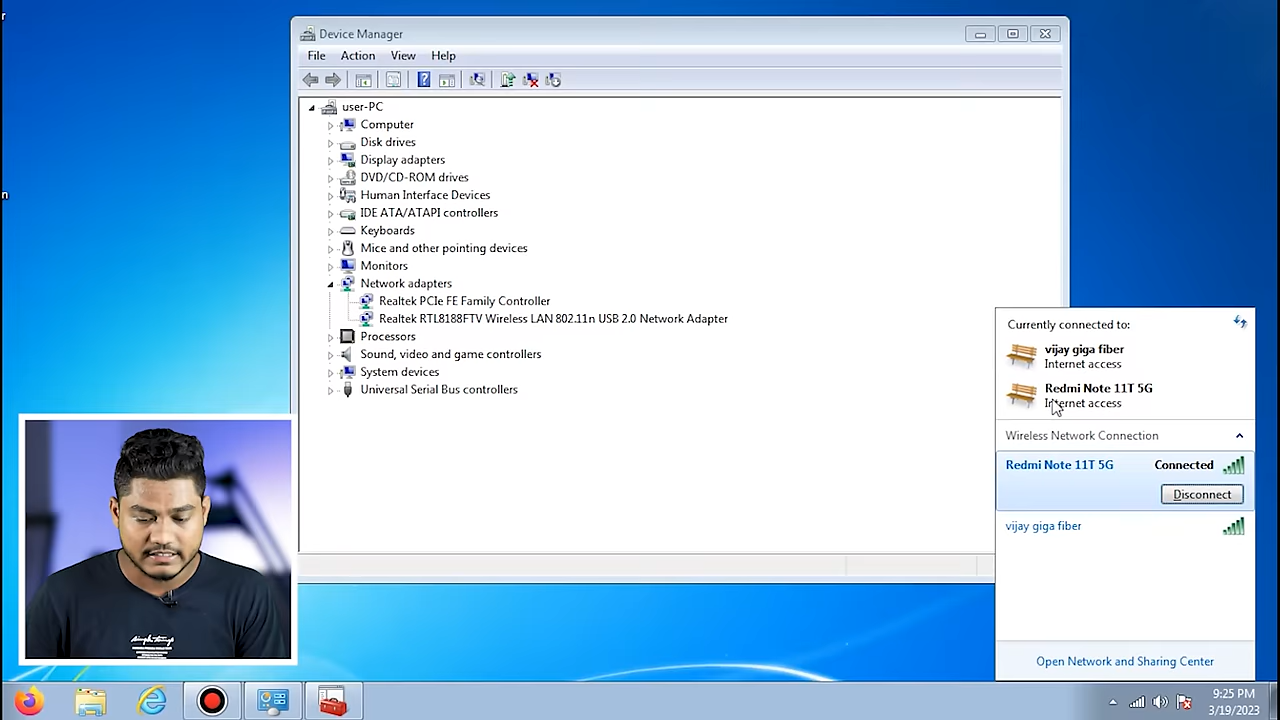 r
n
Device Manager
File Action View Help
user-PC
Computer
Disk drives
Display adapters
DVD/CD-ROM drives
Human Interface Devices
IDE ATA/ATAPI controllers
Keyboards
Mice and other pointing devices
Monitors
Network adapters
Realtek PCIe FE Family Controller
Realtek RTL8188FTV Wireless LAN 802.11n USB 2.0 Network Adapter
Processors
Sound, video and game controllers
System devices
Universal Serial Bus controllers
Currently connected to:
vijay giga fiber
Internet access
Redmi Note 11T 5G
Internet access
Wireless Network Connection
Redmi Note 11T 5G Connected
Disconnect
vijay giga fiber
Open Network and Sharing Center
9:25 PM
3/19/2023